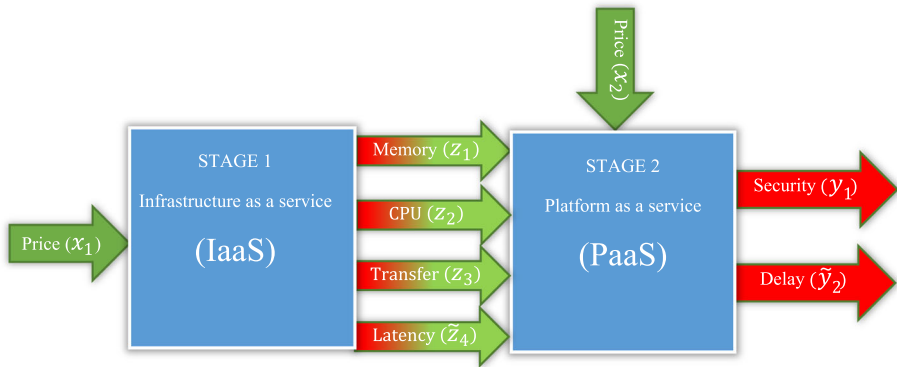 Price (x₂)
STAGE 1
Infrastructure as a service
(IaaS)
Price (x₁)
Memory (z₁)
CPU (z₂)
Transfer (z₃)
Latency (z̃₄)
STAGE 2
Platform as a service
(PaaS)
Security (y₁)
Delay (ỹ₂)